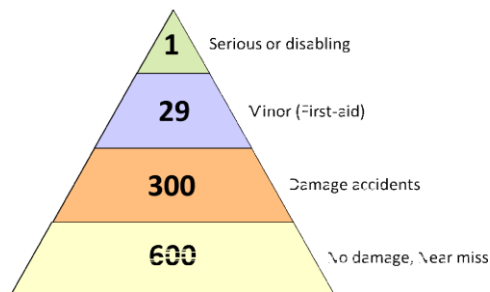 1 Serious or disabling
29 Minor (First-aid)
300 Damage accidents
600 No damage, Near miss